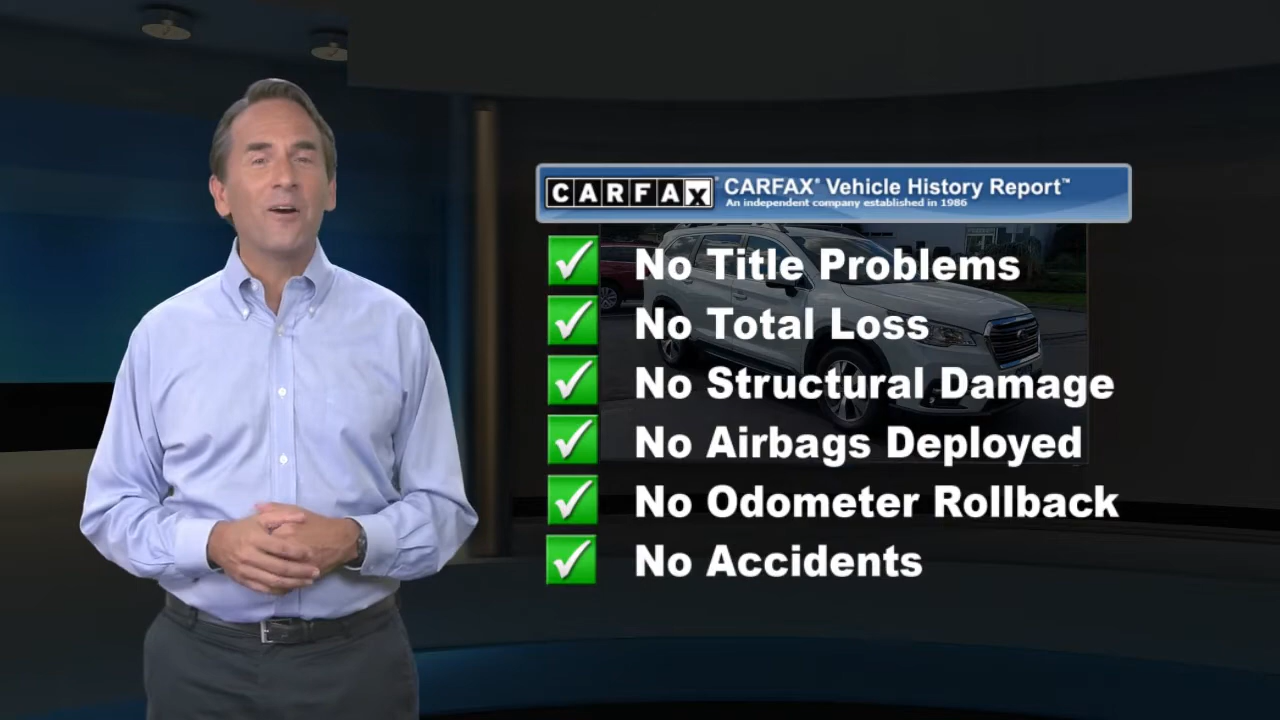 CARFAX® CARFAX® Vehicle History Report™
An independent company established in 1986
No Title Problems
No Total Loss
No Structural Damage
No Airbags Deployed
No Odometer Rollback
No Accidents